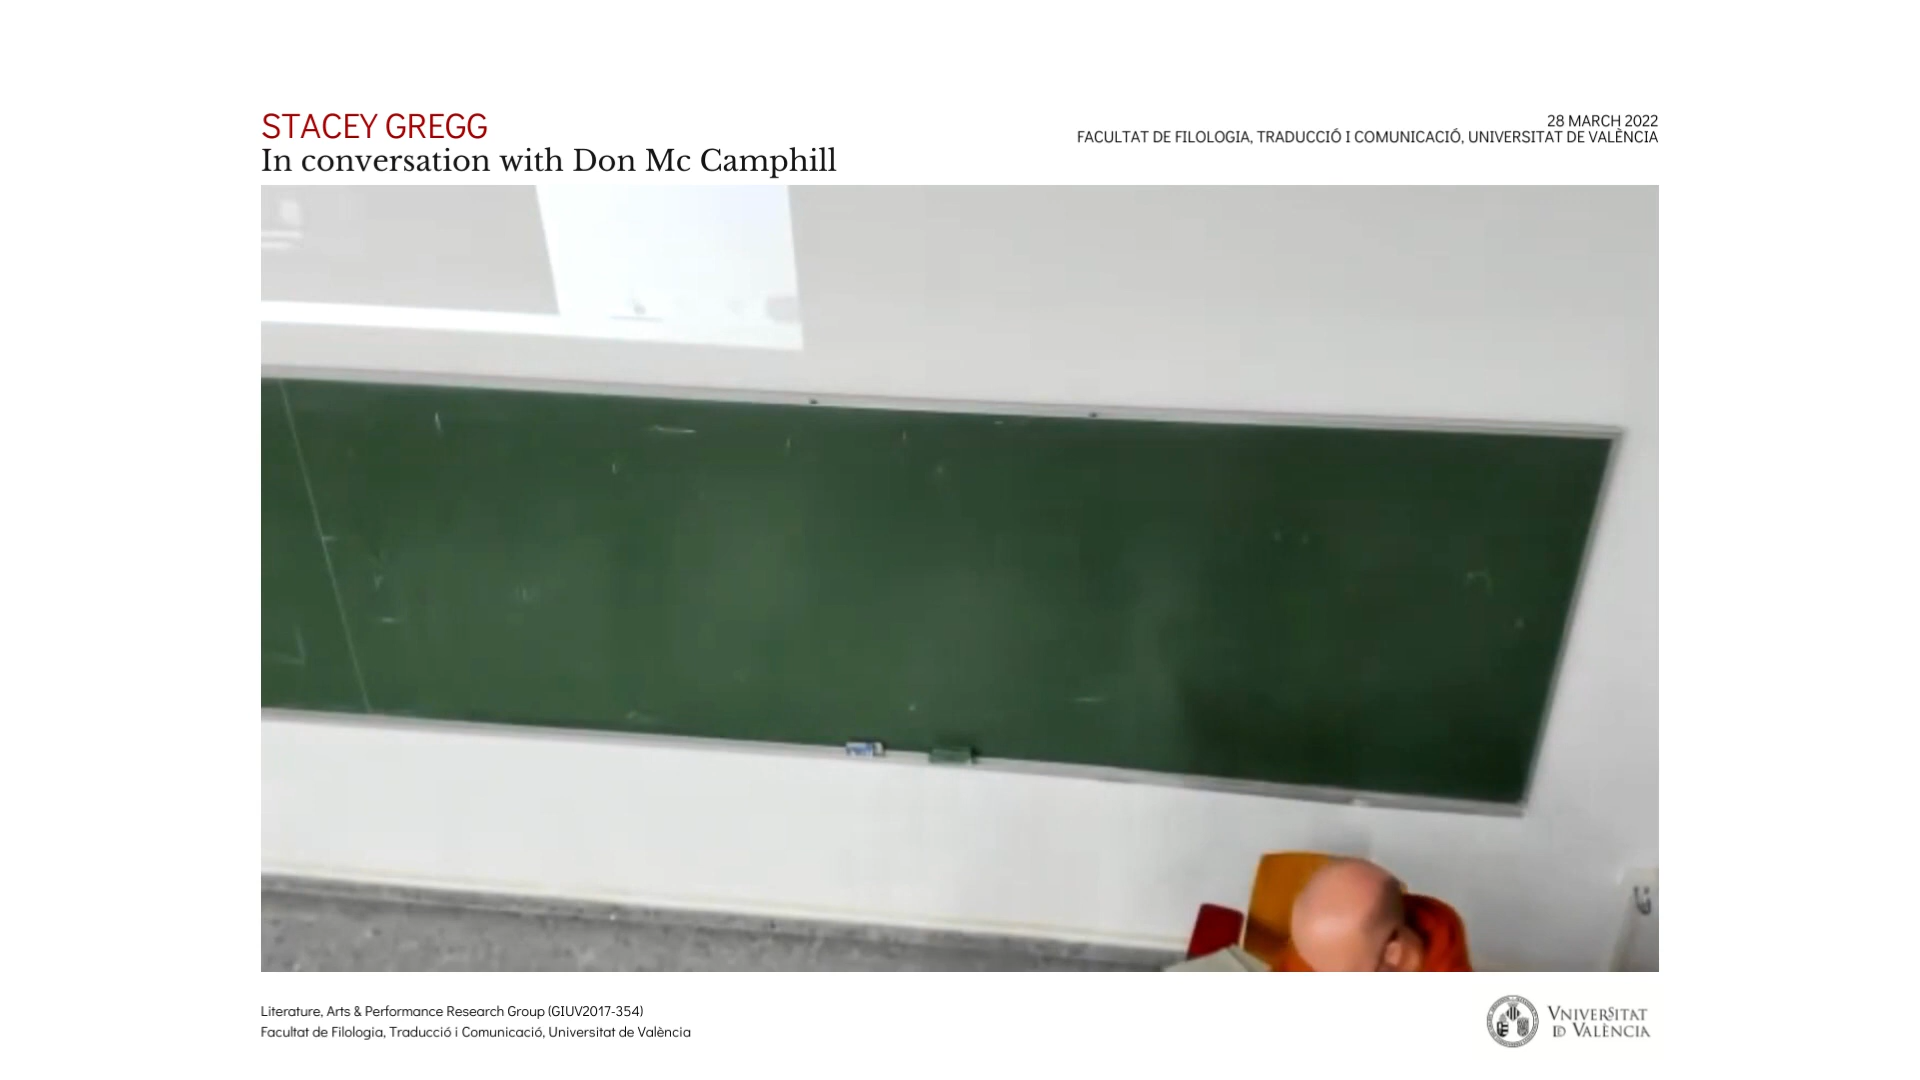 STACEY GREGG
In conversation with Don Mc Camphill
28 MARCH 2022
FACULTAT DE FILOLOGIA, TRADUCCIÓ I COMUNICACIÓ, UNIVERSITAT DE VALÈNCIA
Literature, Arts & Performance Research Group (GIUV2017-354)
Facultat de Filologia, Traducció i Comunicació, Universitat de València
VNIVERSITAT
ID VALÈNCIA